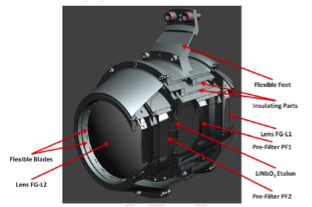 Flexible Feet
Insulating Parts
Lens FG-L1
Pre-Filter PF1
LiNbO3 Etalon
Pre-Filter PF2
Flexible Blades
Lens FG-L2